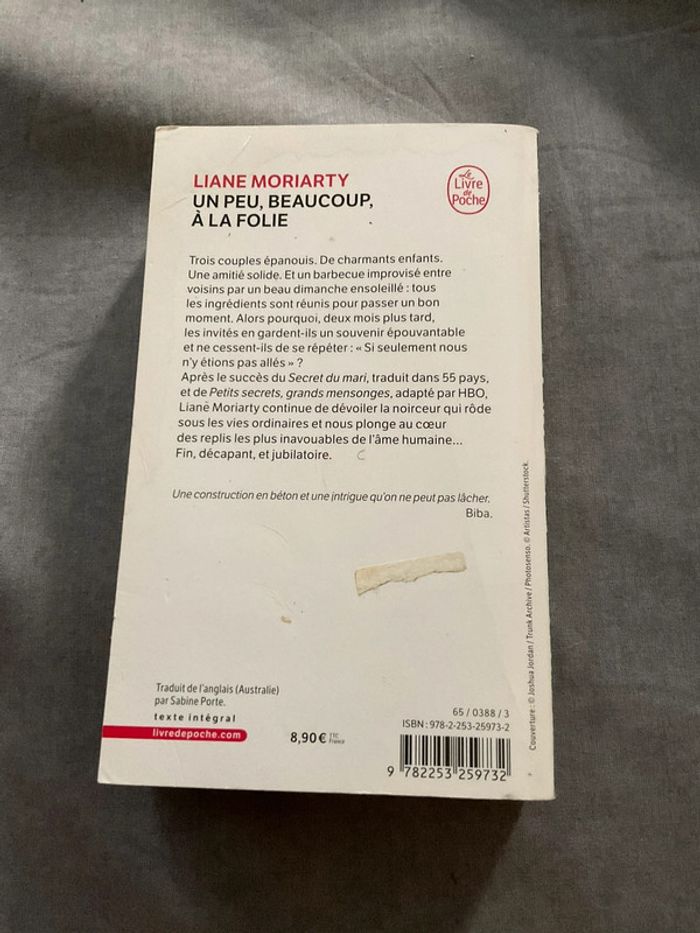 LIANE MORIARTY
UN PEU, BEAUCOUP,
À LA FOLIE
Le
Livre
de
Poche
Trois couples épanouis. De charmants enfants.
Une amitié solide. Et un barbecue improvisé entre
voisins par un beau dimanche ensoleillé : tous
les ingrédients sont réunis pour passer un bon
moment. Alors pourquoi, deux mois plus tard,
les invités en gardent-ils un souvenir épouvantable
et ne cessent-ils de se répéter : « Si seulement nous
n'y étions pas allés » ?
Après le succès du Secret du mari, traduit dans 55 pays,
et de Petits secrets, grands mensonges, adapté par HBO,
Liane Moriarty continue de dévoiler la noirceur qui rôde
sous les vies ordinaires et nous plonge au cœur
des replis les plus inavouables de l'âme humaine...
Fin, décapant, et jubilatoire.
Une construction en béton et une intrigue qu'on ne peut pas lâcher.
Biba.
Traduit de l'anglais (Australie)
par Sabine Porte.
texte intégral
livredepoche.com
8,90 € TTC
France
65 / 0388 / 3
ISBN : 978-2-253-25973-2
9 782253 259732
Couverture : © Joshua Jordan / Trunk Archive / Photosenso. © Artistas / Shutterstock.